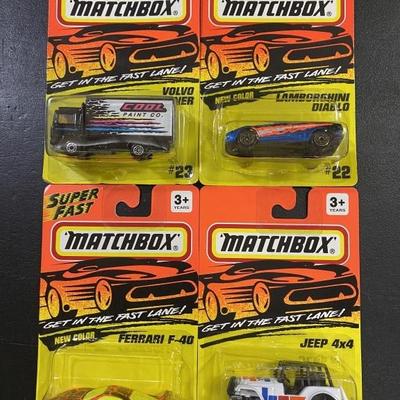 MATCHBOX®
GET IN THE FAST LANE!
VOLVO
COOL
PAINT CO.
#23
MATCHBOX
GET IN THE FAST LANE!
NEW COLOR
LAMBORGHINI
DIABLO
#22
SUPER
FAST
3+
YEARS
MATCHBOX®
GET IN THE FAST LANE!
NEW COLOR
FERRARI F-40
3+
YEARS
MATCHBOX®
GET IN THE FAST LANE!
JEEP 4x4